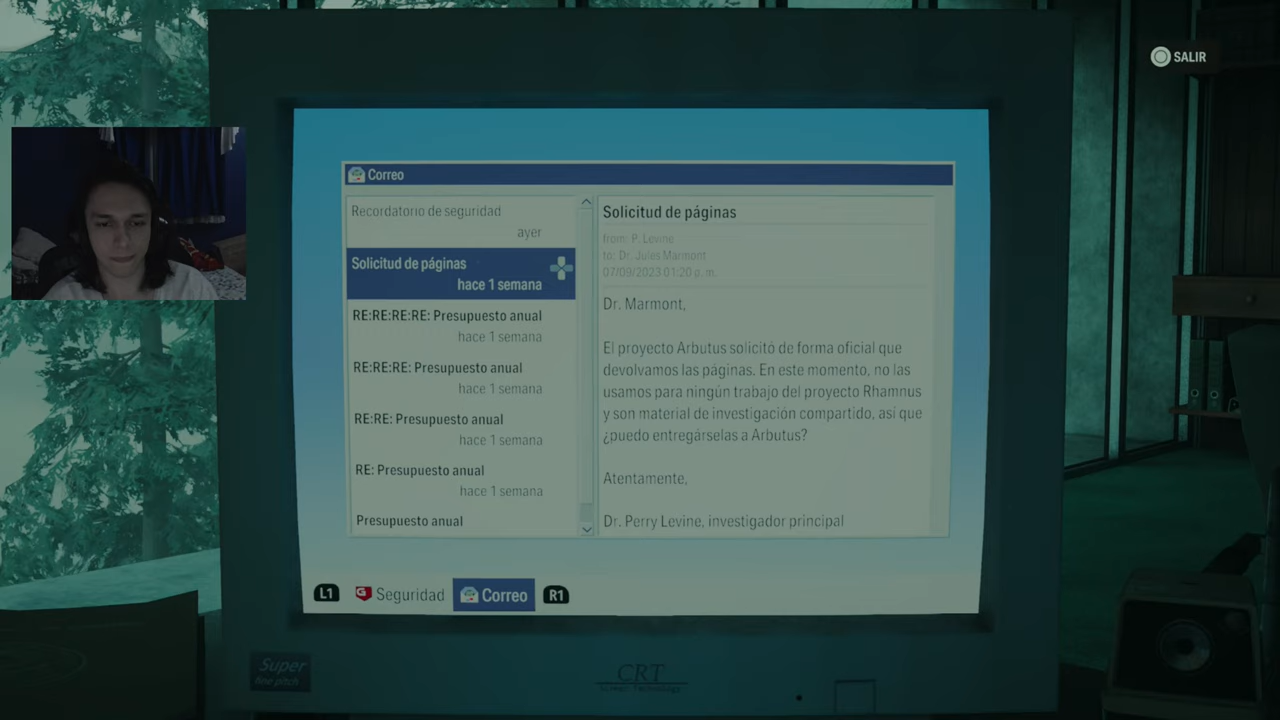 SALIR
Correo
Recordatorio de seguridad
ayer
Solicitud de páginas
hace 1 semana
RE:RE:RE:RE: Presupuesto anual
hace 1 semana
RE:RE:RE: Presupuesto anual
hace 1 semana
RE:RE: Presupuesto anual
hace 1 semana
RE: Presupuesto anual
hace 1 semana
Presupuesto anual
Solicitud de páginas
from: P. Levine
to: Dr. Jules Marmont
07/09/2023 01:20 p. m.
Dr. Marmont,
El proyecto Arbutus solicitó de forma oficial que
devolvamos las páginas. En este momento, no las
usamos para ningún trabajo del proyecto Rhamnus
y son material de investigación compartido, así que
¿puedo entregárselas a Arbutus?
Atentamente,
Dr. Perry Levine, investigador principal
L1 Seguridad Correo R1
Super
fine pitch
CRT
Screen Technology